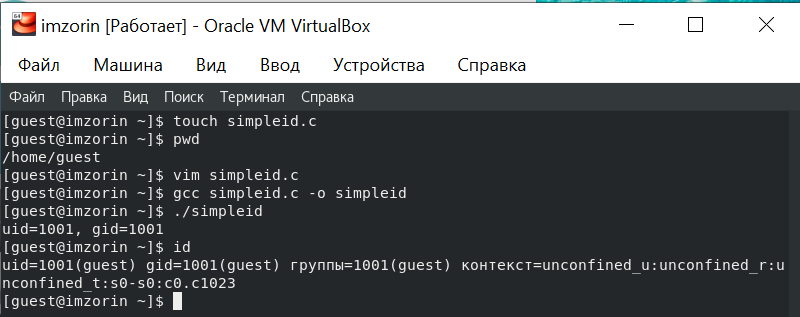 64
imzorin [Работает] - Oracle VM VirtualBox
Файл Машина Вид Ввод Устройства Справка
Файл Правка Вид Поиск Терминал Справка
[guest@imzorin ~]$ touch simpleid.c
[guest@imzorin ~]$ pwd
/home/guest
[guest@imzorin ~]$ vim simpleid.c
[guest@imzorin ~]$ gcc simpleid.c -o simpleid
[guest@imzorin ~]$ ./simpleid
uid=1001, gid=1001
[guest@imzorin ~]$ id
uid=1001(guest) gid=1001(guest) группы=1001(guest) контекст=unconfined_u:unconfined_r:u
nconfined_t:s0-s0:c0.c1023
[guest@imzorin ~]$